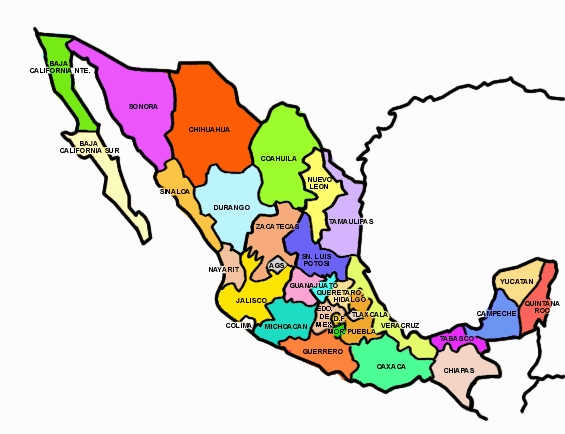 BAJA
CALIFORNIA NTE.
SONORA
CHIHUAHUA
BAJA
CALIFORNIA SUR
COAHUILA
SINALOA
NUEVO
LEON
DURANGO
TAMAULIPAS
ZACATECAS
SN. LUIS
POTOSI
NAYARIT
AGS.
GUANAJUATO
QUERETARO
HIDALGO
JALISCO
YUCATAN
QUINTANA
ROO
CAMPECHE
EDO.
DE
MEX.
D.F.
TLAXCALA
COLIMA
MICHOACAN
MOR.
PUEBLA
VERACRUZ
TABASCO
GUERRERO
OAXACA
CHIAPAS